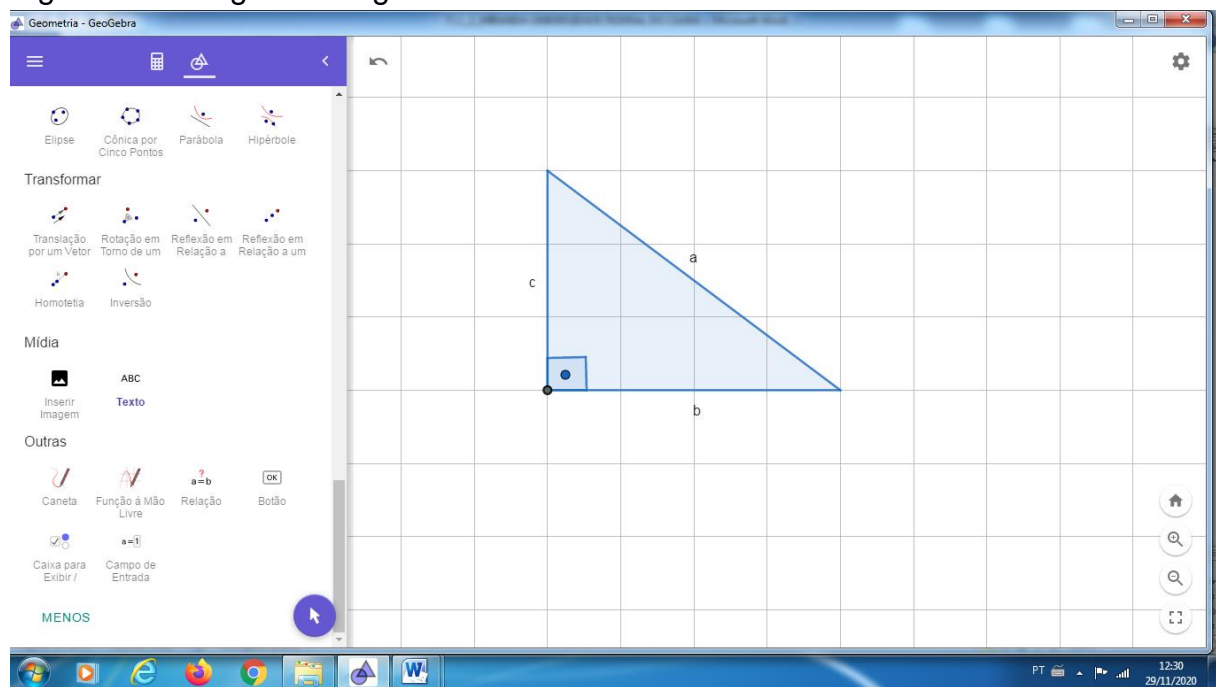 Geometria - GeoGebra
Elipse
Cônica por
Cinco Pontos
Parábola
Hipérbole
Transformar
Translação
por um Vetor
Rotação em
Torno de um
Reflexão em
Relação a
Reflexão em
Relação a um
Homotetia
Inversão
Mídia
Inserir
Imagem
ABC
Texto
Outras
Caneta
Função á Mão
Livre
?
a=b
Relação
OK
Botão
Caixa para
Exibir /
a=1
Campo de
Entrada
MENOS
a
c
b
PT
12:30
29/11/2020